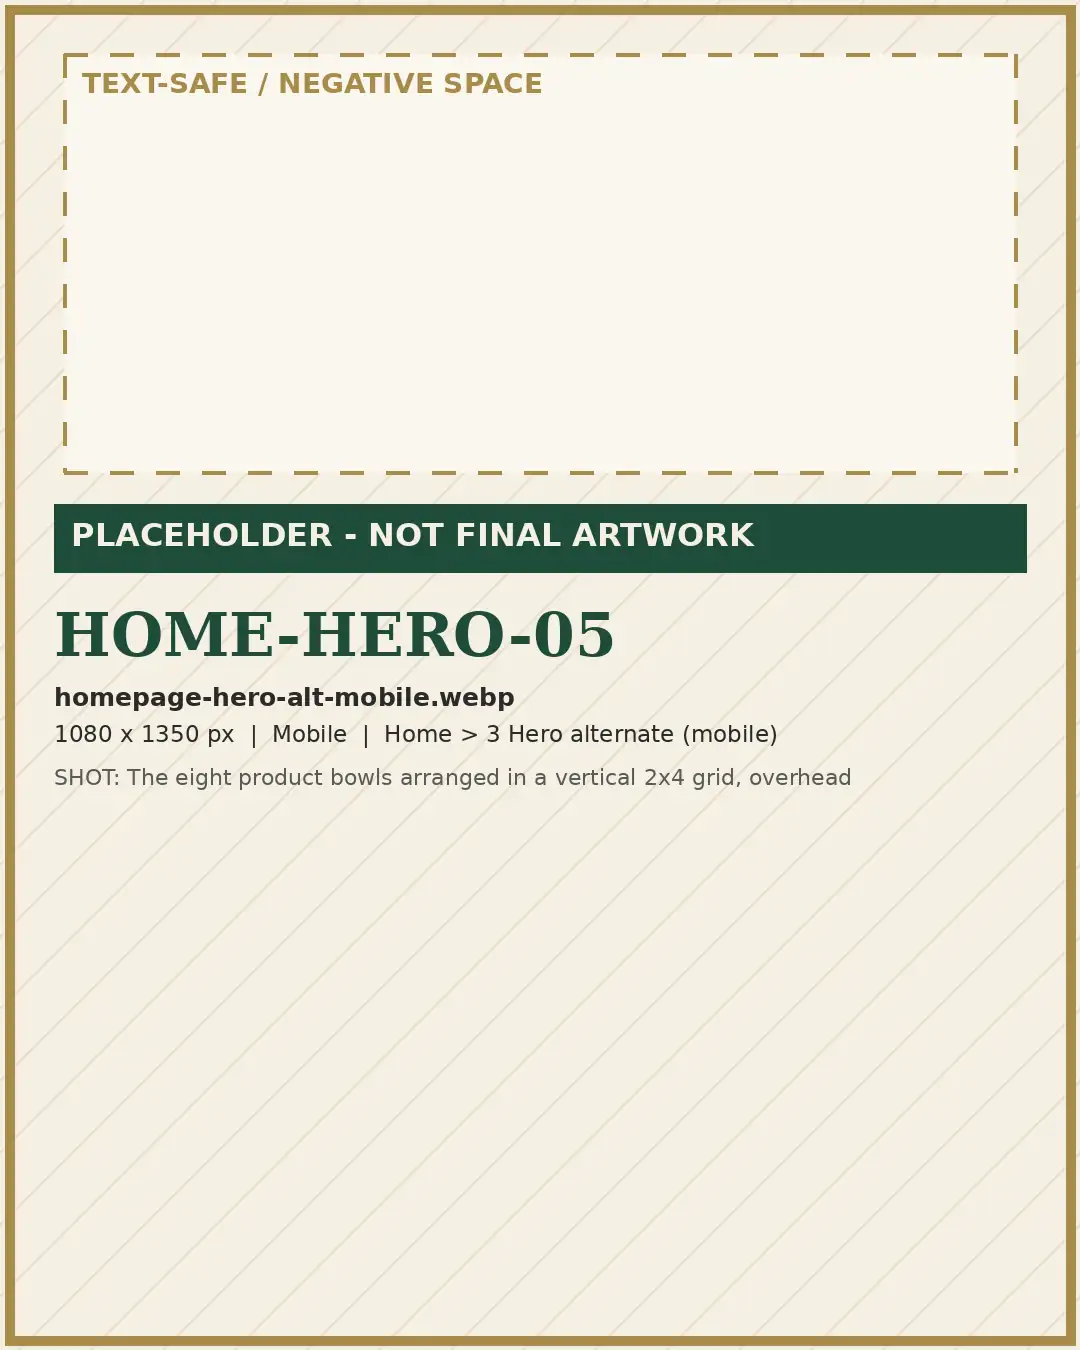 TEXT-SAFE / NEGATIVE SPACE
PLACEHOLDER - NOT FINAL ARTWORK
HOME-HERO-05
homepage-hero-alt-mobile.webp
1080 x 1350 px | Mobile | Home > 3 Hero alternate (mobile)
SHOT: The eight product bowls arranged in a vertical 2x4 grid, overhead